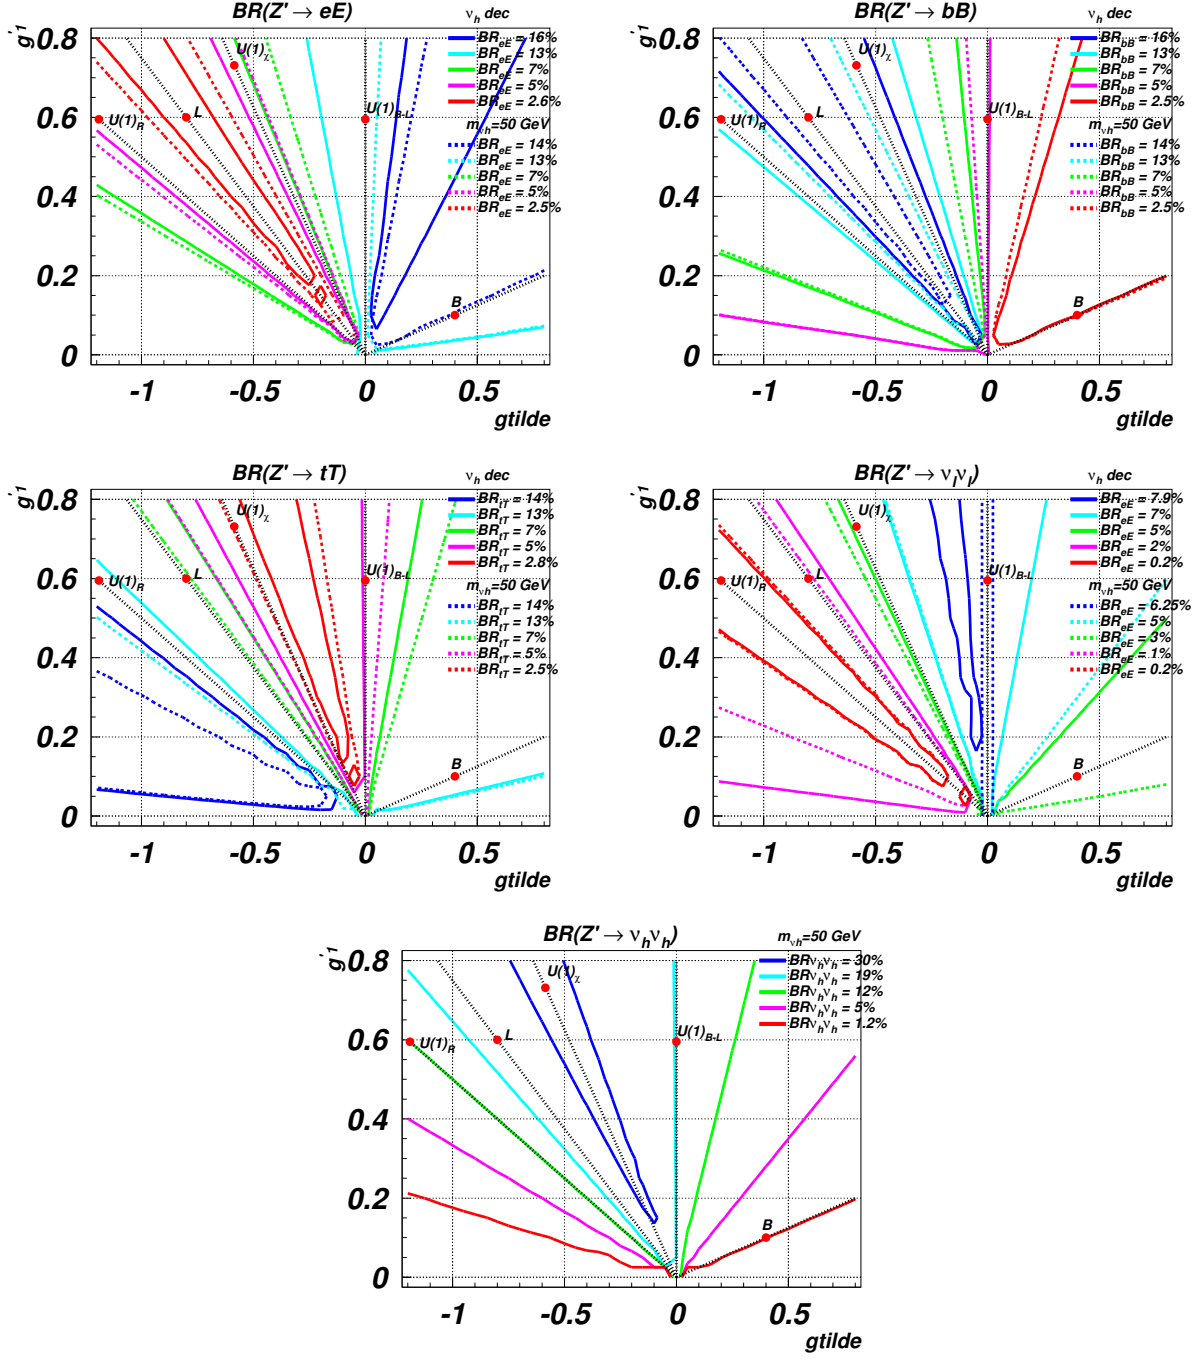 BR(Z' → eE)
ν_h dec
g'_1
0.8
0.6
0.4
0.2
0
-1 -0.5 0 0.5
gtilde
U(1)_χ
U(1)_R
L
U(1)_B-L
B
BR_eE = 16%
BR_eE = 13%
BR_eE = 7%
BR_eE = 5%
BR_eE = 2.6%
m_νh=50 GeV
BR_eE = 14%
BR_eE = 13%
BR_eE = 7%
BR_eE = 5%
BR_eE = 2.5%
BR(Z' → bB)
ν_h dec
g'_1
0.8
0.6
0.4
0.2
0
-1 -0.5 0 0.5
gtilde
U(1)_χ
U(1)_R
L
U(1)_B-L
B
BR_bB = 16%
BR_bB = 13%
BR_bB = 7%
BR_bB = 5%
BR_bB = 2.5%
m_νh=50 GeV
BR_bB = 14%
BR_bB = 13%
BR_bB = 7%
BR_bB = 5%
BR_bB = 2.5%
BR(Z' → tT)
ν_h dec
g'_1
0.8
0.6
0.4
0.2
0
-1 -0.5 0 0.5
gtilde
U(1)_χ
U(1)_R
L
U(1)_B-L
B
BR_tT = 14%
BR_tT = 13%
BR_tT = 7%
BR_tT = 5%
BR_tT = 2.8%
m_νh=50 GeV
BR_tT = 14%
BR_tT = 13%
BR_tT = 7%
BR_tT = 5%
BR_tT = 2.5%
BR(Z' → ν_l ν_l)
ν_h dec
g'_1
0.8
0.6
0.4
0.2
0
-1 -0.5 0 0.5
gtilde
U(1)_χ
U(1)_R
L
U(1)_B-L
B
BR_eE = 7.9%
BR_eE = 7%
BR_eE = 5%
BR_eE = 2%
BR_eE = 0.2%
m_νh=50 GeV
BR_eE = 6.25%
BR_eE = 5%
BR_eE = 3%
BR_eE = 1%
BR_eE = 0.2%
BR(Z' → ν_h ν_h)
m_νh=50 GeV
g'_1
0.8
0.6
0.4
0.2
0
-1 -0.5 0 0.5
gtilde
U(1)_χ
U(1)_R
L
U(1)_B-L
B
BRν_hν_h = 30%
BRν_hν_h = 19%
BRν_hν_h = 12%
BRν_hν_h = 5%
BRν_hν_h = 1.2%